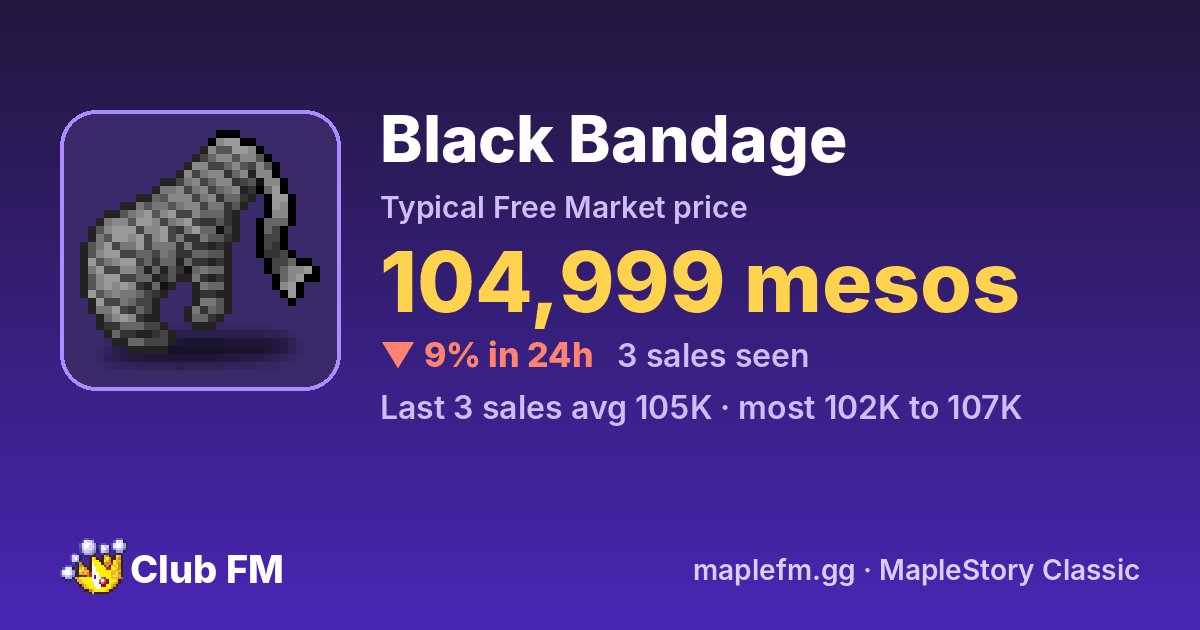 Black Bandage
Typical Free Market price
104,999 mesos
▼ 9% in 24h 3 sales seen
Last 3 sales avg 105K · most 102K to 107K
Club FM
maplefm.gg · MapleStory Classic